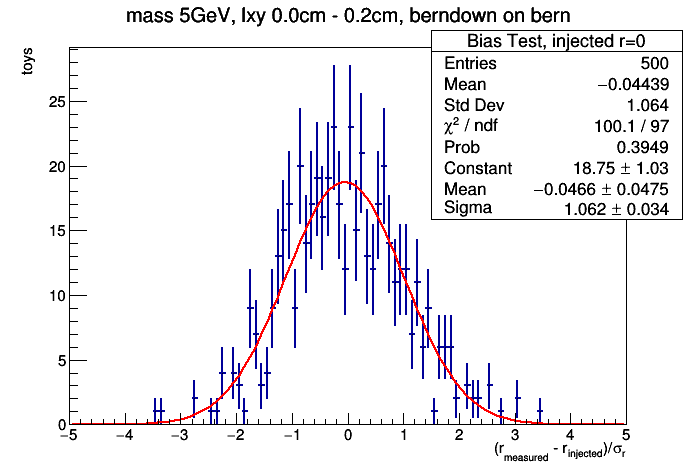 mass 5GeV, lxy 0.0cm - 0.2cm, berndown on bern
toys
Bias Test, injected r=0
Entries 500
Mean −0.04439
Std Dev 1.064
χ² / ndf 100.1 / 97
Prob 0.3949
Constant 18.75 ± 1.03
Mean −0.0466 ± 0.0475
Sigma 1.062 ± 0.034
25
20
15
10
5
0
−5 −4 −3 −2 −1 0 1 2 3 4 5
(r_measured - r_injected)/σ_r